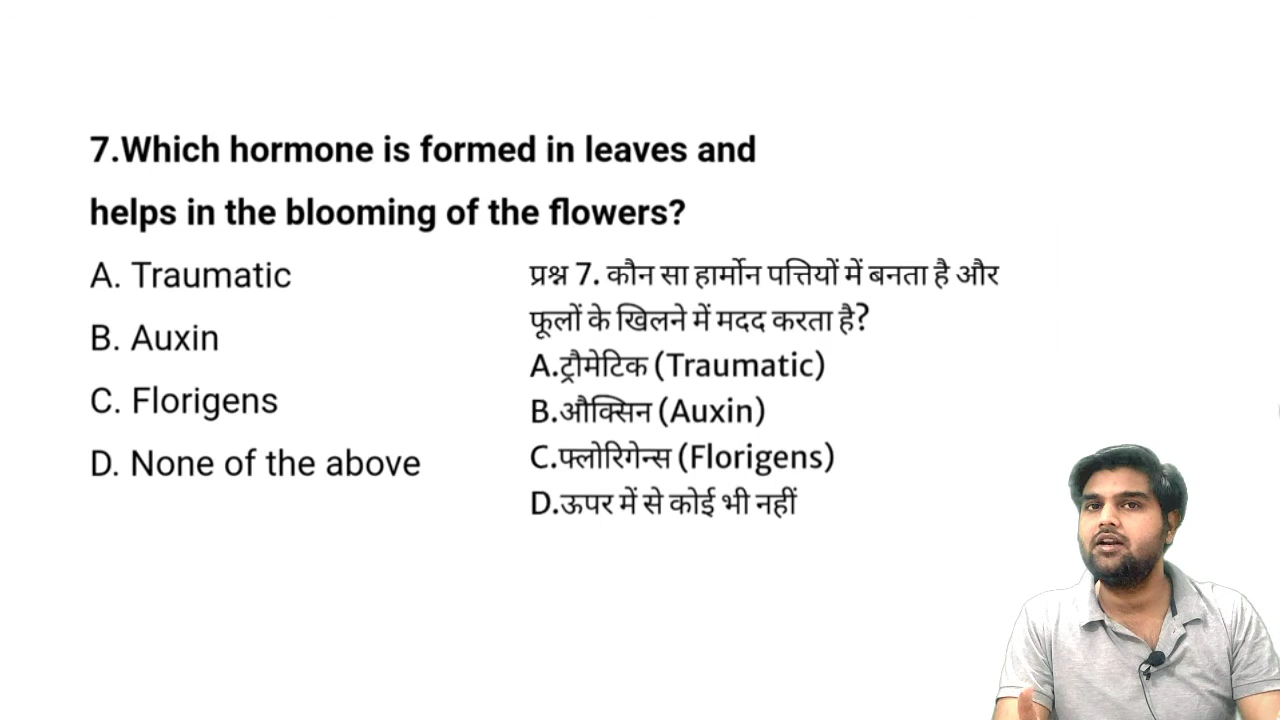 7.Which hormone is formed in leaves and
helps in the blooming of the flowers?
A. Traumatic
B. Auxin
C. Florigens
D. None of the above
प्रश्न 7. कौन सा हार्मोन पत्तियों में बनता है और
फूलों के खिलने में मदद करता है?
A.ट्रौमेटिक (Traumatic)
B.औक्सिन (Auxin)
C.फ्लोरिगेन्स (Florigens)
D.ऊपर में से कोई भी नहीं